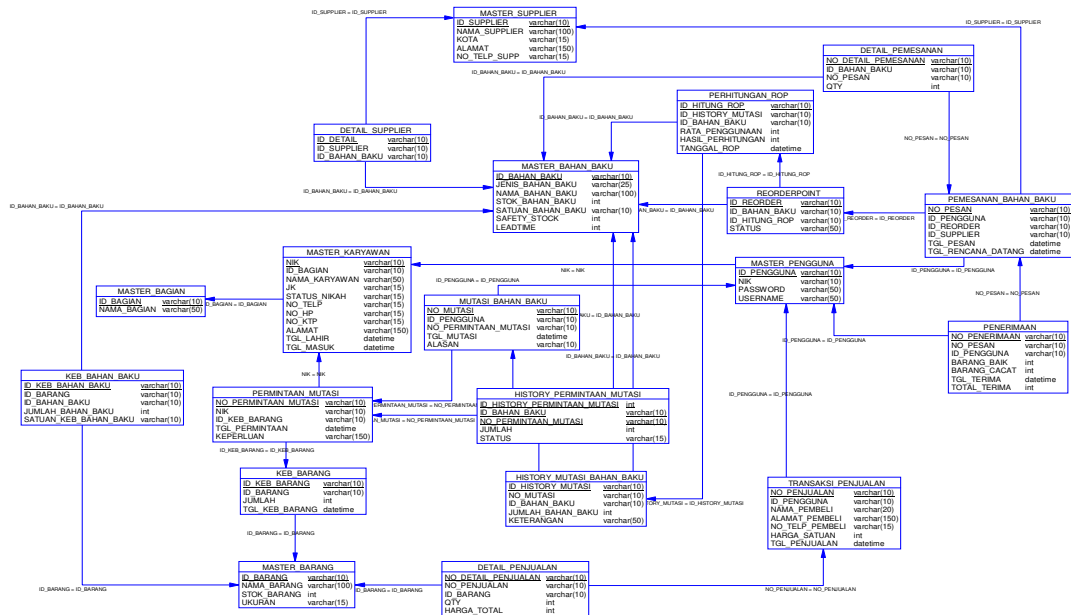 ID_SUPPLIER = ID_SUPPLIER
MASTER_SUPPLIER
ID_SUPPLIER varchar(10)
NAMA_SUPPLIER varchar(100)
KOTA varchar(15)
ALAMAT varchar(150)
NO_TELP_SUPP varchar(15)
ID_SUPPLIER = ID_SUPPLIER
DETAIL_PEMESANAN
NO_DETAIL_PEMESANAN varchar(10)
ID_BAHAN_BAKU varchar(10)
NO_PESAN varchar(10)
QTY int
ID_BAHAN_BAKU = ID_BAHAN_BAKU
PERHITUNGAN_ROP
ID_HITUNG_ROP varchar(10)
ID_HISTORY_MUTASI varchar(10)
ID_BAHAN_BAKU varchar(10)
RATA_PENGGUNAAN int
HASIL_PERHITUNGAN int
TANGGAL_ROP datetime
ID_BAHAN_BAKU = ID_BAHAN_BAKU
NO_PESAN = NO_PESAN
DETAIL_SUPPLIER
ID_DETAIL varchar(10)
ID_SUPPLIER varchar(10)
ID_BAHAN_BAKU varchar(10)
MASTER_BAHAN_BAKU
ID_BAHAN_BAKU varchar(10)
JENIS_BAHAN_BAKU varchar(25)
NAMA_BAHAN_BAKU varchar(100)
STOK_BAHAN_BAKU int
SATUAN_BAHAN_BAKU varchar(10)
SAFETY_STOCK int
LEADTIME int
ID_HITUNG_ROP = ID_HITUNG_ROP
ID_BAHAN_BAKU = ID_BAHAN_BAKU
REORDERPOINT
ID_REORDER varchar(10)
ID_BAHAN_BAKU varchar(10)
ID_HITUNG_ROP varchar(10)
STATUS varchar(50)
AN_BAKU = ID_BAHAN_BAKU
_REORDER = ID_REORDER
PEMESANAN_BAHAN_BAKU
NO_PESAN varchar(10)
ID_PENGGUNA varchar(10)
ID_REORDER varchar(10)
ID_SUPPLIER varchar(10)
TGL_PESAN datetime
TGL_RENCANA_DATANG datetime
ID_BAHAN_BAKU = ID_BAHAN_BAKU
MASTER_KARYAWAN
NIK varchar(10)
ID_BAGIAN varchar(10)
NAMA_KARYAWAN varchar(50)
JK varchar(15)
STATUS_NIKAH varchar(15)
NO_TELP varchar(15)
NO_HP varchar(15)
NO_KTP varchar(15)
ALAMAT varchar(150)
TGL_LAHIR datetime
TGL_MASUK datetime
NIK = NIK
MASTER_PENGGUNA
ID_PENGGUNA varchar(10)
NIK varchar(10)
PASSWORD varchar(50)
USERNAME varchar(50)
ID_PENGGUNA = ID_PENGGUNA
ID_PENGGUNA = ID_PENGGUNA
MASTER_BAGIAN
ID_BAGIAN varchar(10)
NAMA_BAGIAN varchar(50)
D_BAGIAN = ID_BAGIAN
MUTASI_BAHAN_BAKU
NO_MUTASI varchar(10)
ID_PENGGUNA varchar(10)
NO_PERMINTAAN_MUTASI varchar(10)
TGL_MUTASI datetime
ALASAN varchar(10)
AKU = ID_BAHAN_BAKU
NO_PESAN = NO_PESAN
PENERIMAAN
NO_PENERIMAAN varchar(10)
NO_PESAN varchar(10)
ID_PENGGUNA varchar(10)
BARANG_BAIK int
BARANG_CACAT int
TGL_TERIMA datetime
TOTAL_TERIMA int
ID_PENGGUNA = ID_PENGGUNA
ID_BAHAN_BAKU = ID_BAHAN_BAKU
KEB_BAHAN_BAKU
ID_KEB_BAHAN_BAKU varchar(10)
ID_BARANG varchar(10)
ID_BAHAN_BAKU varchar(10)
JUMLAH_BAHAN_BAKU int
SATUAN_KEB_BAHAN_BAKU varchar(10)
NIK = NIK
PERMINTAAN_MUTASI
NO_PERMINTAAN_MUTASI varchar(10)
NIK varchar(10)
ID_KEB_BARANG varchar(10)
TGL_PERMINTAAN datetime
KEPERLUAN varchar(150)
ERMINTAAN_MUTASI = NO_PERMINTAAN
N_MUTASI = NO_PERMINTAAN_MUTASI
HISTORY_PERMINTAAN_MUTASI
ID_HISTORY_PERMINTAAN_MUTASI int
ID_BAHAN_BAKU varchar(10)
NO_PERMINTAAN_MUTASI varchar(10)
JUMLAH int
STATUS varchar(15)
ID_PENGGUNA = ID_PENGGUNA
ID_KEB_BARANG = ID_KEB_BARANG
KEB_BARANG
ID_KEB_BARANG varchar(10)
ID_BARANG varchar(10)
JUMLAH int
TGL_KEB_BARANG datetime
HISTORY_MUTASI_BAHAN_BAKU
ID_HISTORY_MUTASI varchar(10)
NO_MUTASI varchar(10)
ID_BAHAN_BAKU varchar(10)
JUMLAH_BAHAN_BAKU int
KETERANGAN varchar(50)
TORY_MUTASI = ID_HISTORY_MUTASI
TRANSAKSI_PENJUALAN
NO_PENJUALAN varchar(10)
ID_PENGGUNA varchar(10)
NAMA_PEMBELI varchar(20)
ALAMAT_PEMBELI varchar(150)
NO_TELP_PEMBELI varchar(15)
HARGA_SATUAN int
TGL_PENJUALAN datetime
ID_BARANG = ID_BARANG
MASTER_BARANG
ID_BARANG varchar(10)
NAMA_BARANG varchar(100)
STOK_BARANG int
UKURAN varchar(15)
ID_BARANG = ID_BARANG
D_BARANG = ID_BARANG
DETAIL_PENJUALAN
NO_DETAIL_PENJUALAN varchar(10)
NO_PENJUALAN varchar(10)
ID_BARANG varchar(10)
QTY int
HARGA_TOTAL int
NO_PENJUALAN = NO_PENJUALAN